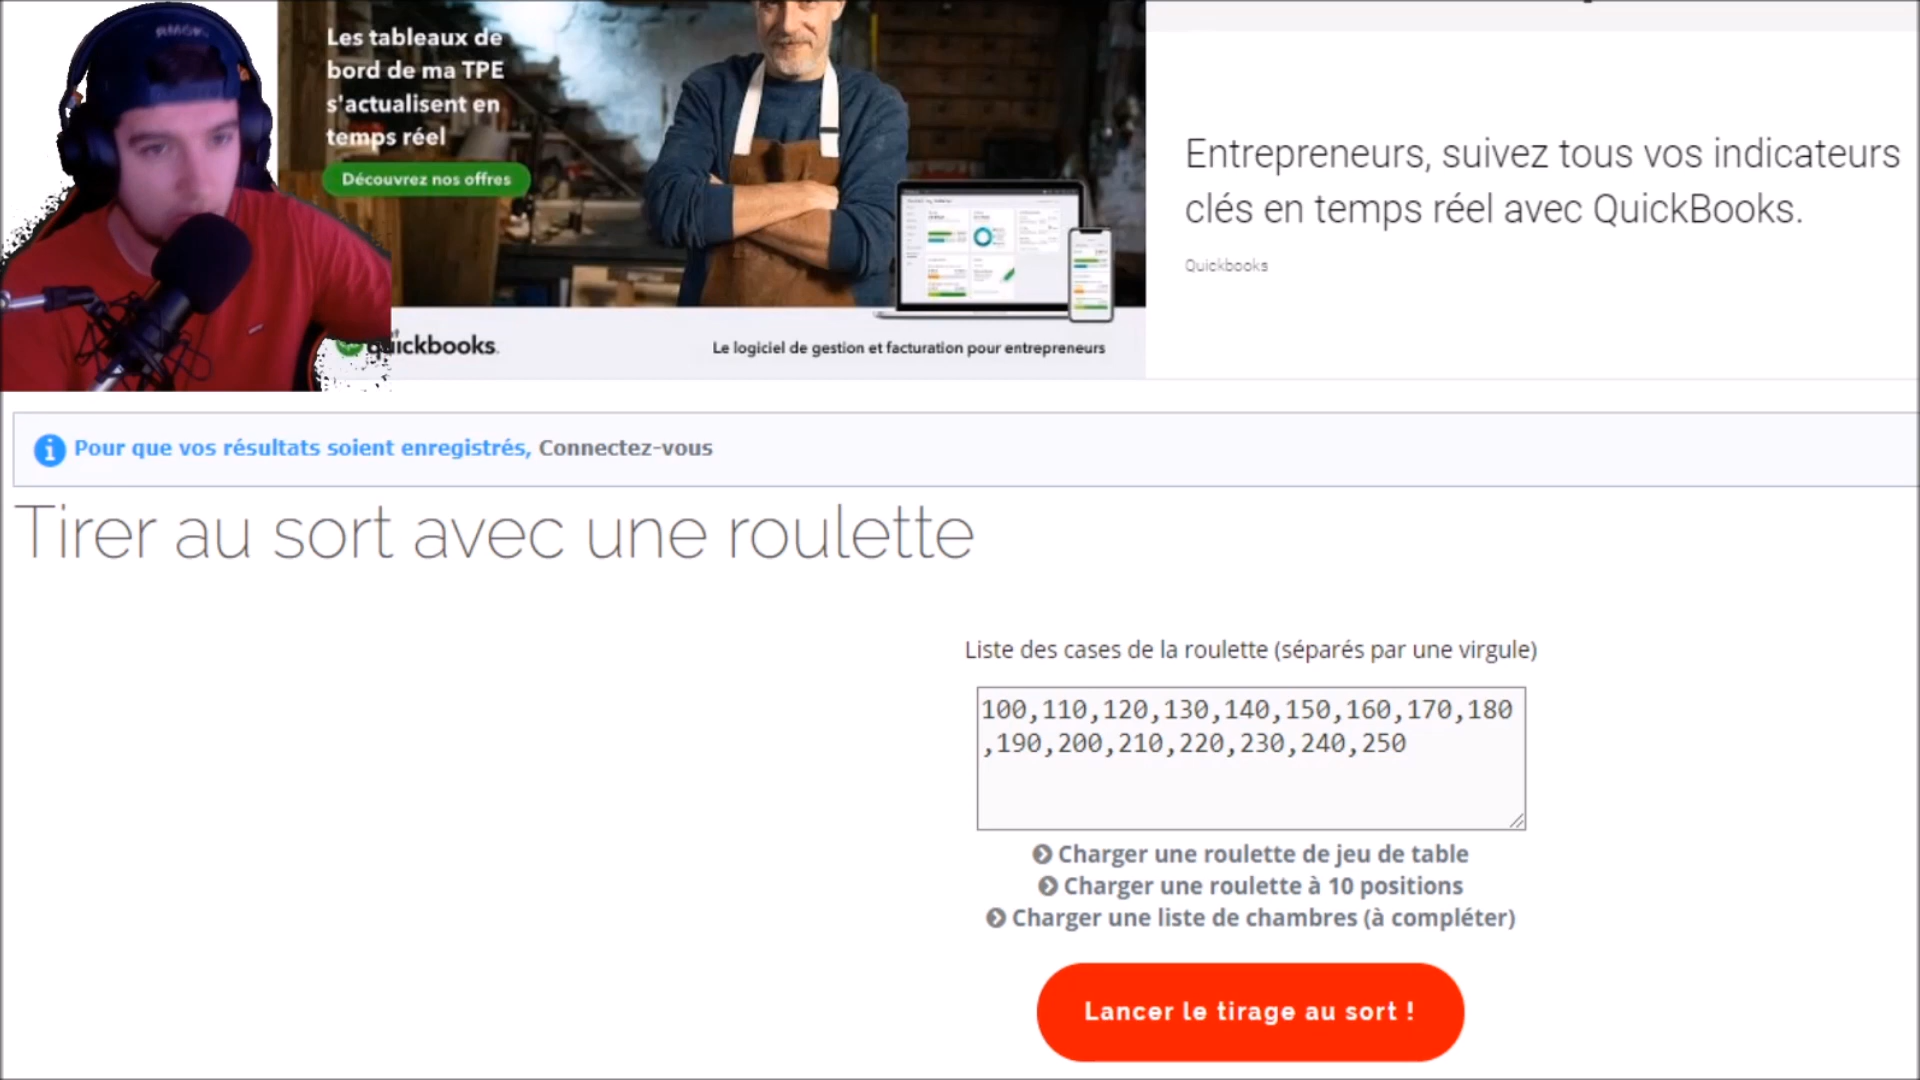 Les tableaux de
bord de ma TPE
s'actualisent en
temps réel
Découvrez nos offres
quickbooks.
Le logiciel de gestion et facturation pour entrepreneurs
Entrepreneurs, suivez tous vos indicateurs
clés en temps réel avec QuickBooks.
Quickbooks
Pour que vos résultats soient enregistrés, Connectez-vous
Tirer au sort avec une roulette
Liste des cases de la roulette (séparés par une virgule)
100,110,120,130,140,150,160,170,180
,190,200,210,220,230,240,250
Charger une roulette de jeu de table
Charger une roulette à 10 positions
Charger une liste de chambres (à compléter)
Lancer le tirage au sort !